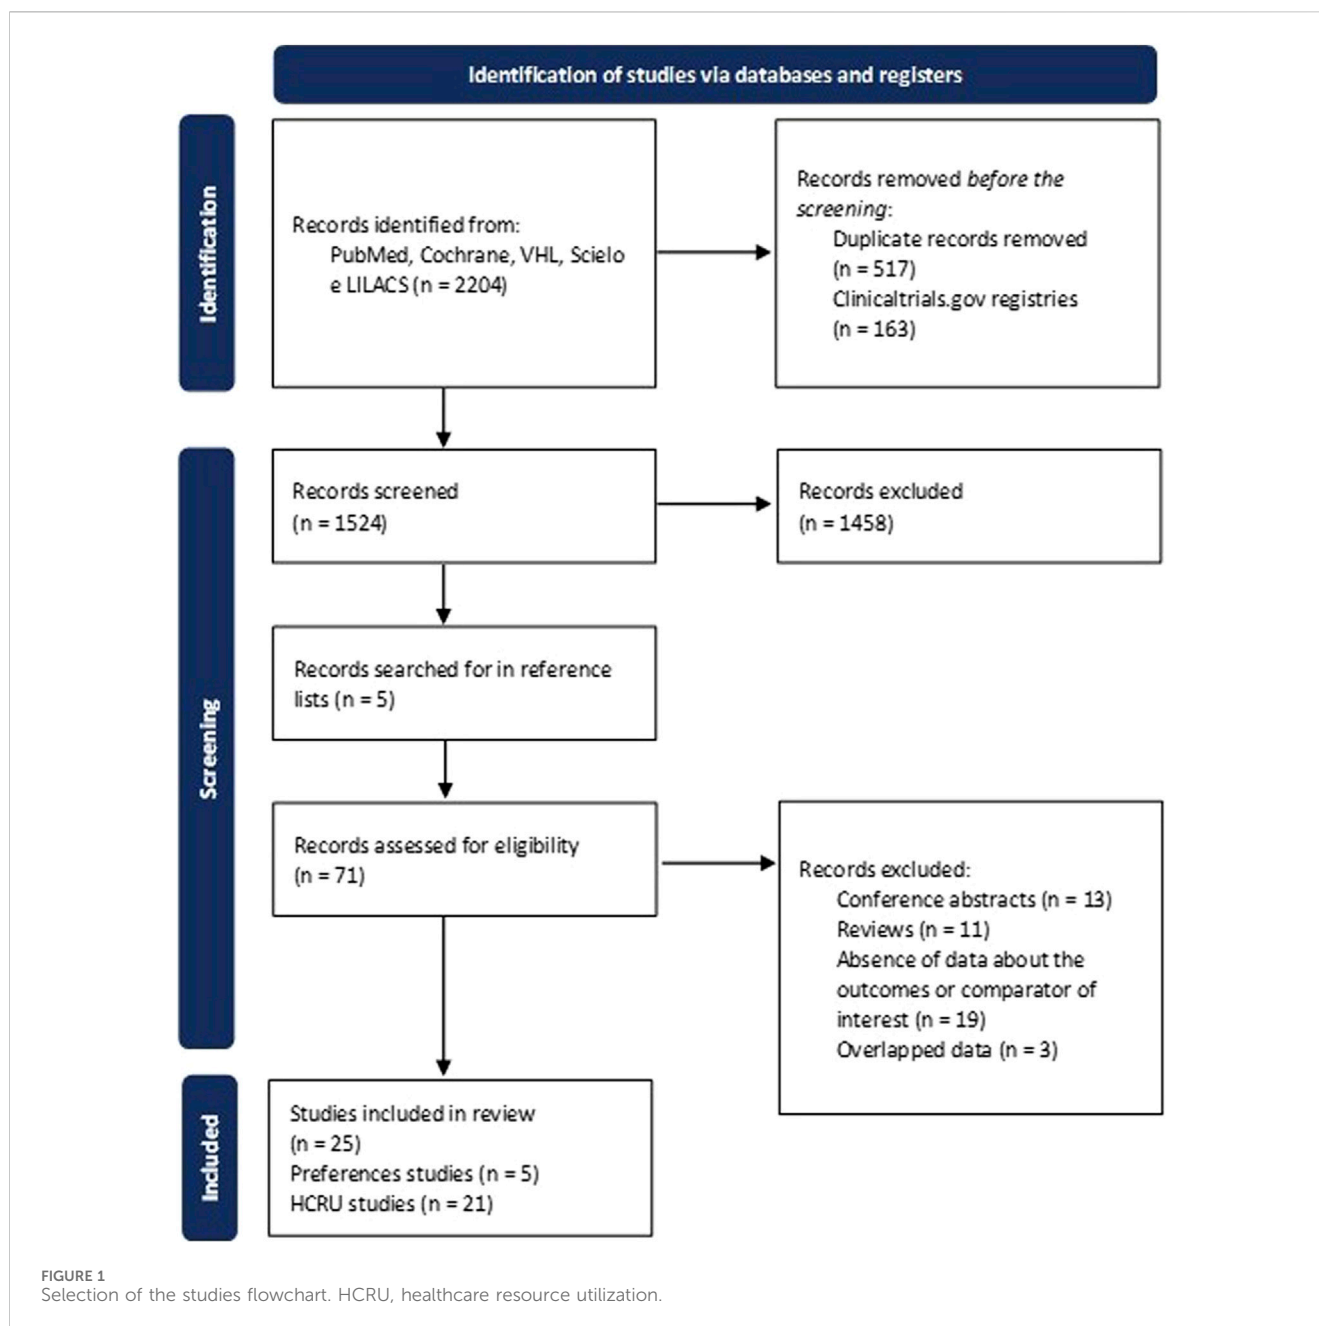 Identification of studies via databases and registers
Identification
Records identified from:
PubMed, Cochrane, VHL, Scielo
e LILACS (n = 2204)
Records removed before the
screening:
Duplicate records removed
(n = 517)
Clinicaltrials.gov registries
(n = 163)
Screening
Records screened
(n = 1524)
Records excluded
(n = 1458)
Records searched for in reference
lists (n = 5)
Records assessed for eligibility
(n = 71)
Records excluded:
Conference abstracts (n = 13)
Reviews (n = 11)
Absence of data about the
outcomes or comparator of
interest (n = 19)
Overlapped data (n = 3)
Included
Studies included in review
(n = 25)
Preferences studies (n = 5)
HCRU studies (n = 21)
FIGURE 1
Selection of the studies flowchart. HCRU, healthcare resource utilization.